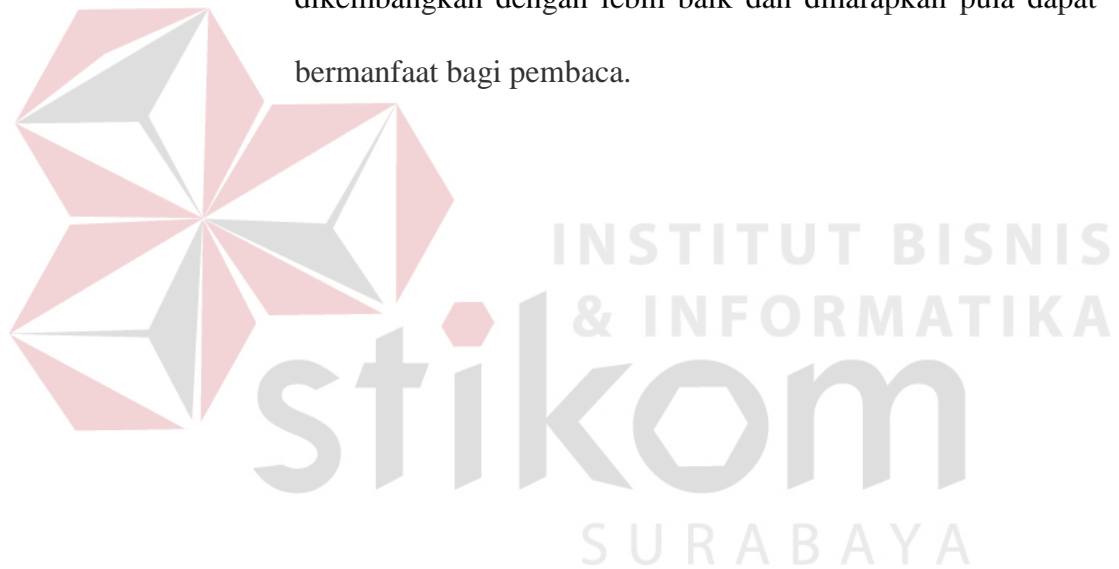 dikembangkan dengan lebih baik dan diharapkan pula dapat
bermanfaat bagi pembaca.
INSTITUT BISNIS
& INFORMATIKA
stikom
SURABAYA